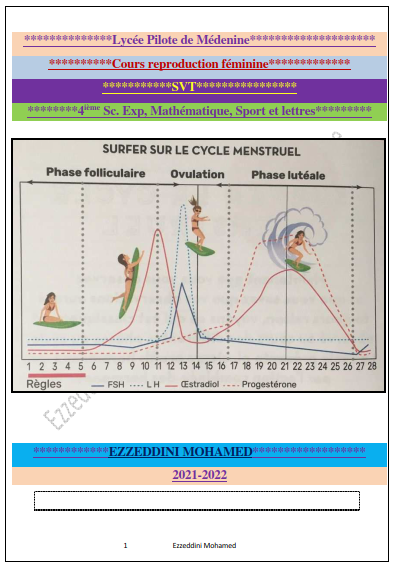 **************Lycée Pilote de Médenine********************
**********Cours reproduction féminine*************
***********SVT****************
********4ième Sc. Exp, Mathématique, Sport et lettres*********
SURFER SUR LE CYCLE MENSTRUEL
Phase folliculaire Ovulation Phase lutéale
1 2 3 4 5 6 7 8 9 10 11 12 13 14 15 16 17 18 19 20 21 22 23 24 25 26 27 28
Règles FSH LH Œstradiol Progestérone
************EZZEDDINI MOHAMED******************
2021-2022
1 Ezzeddini Mohamed